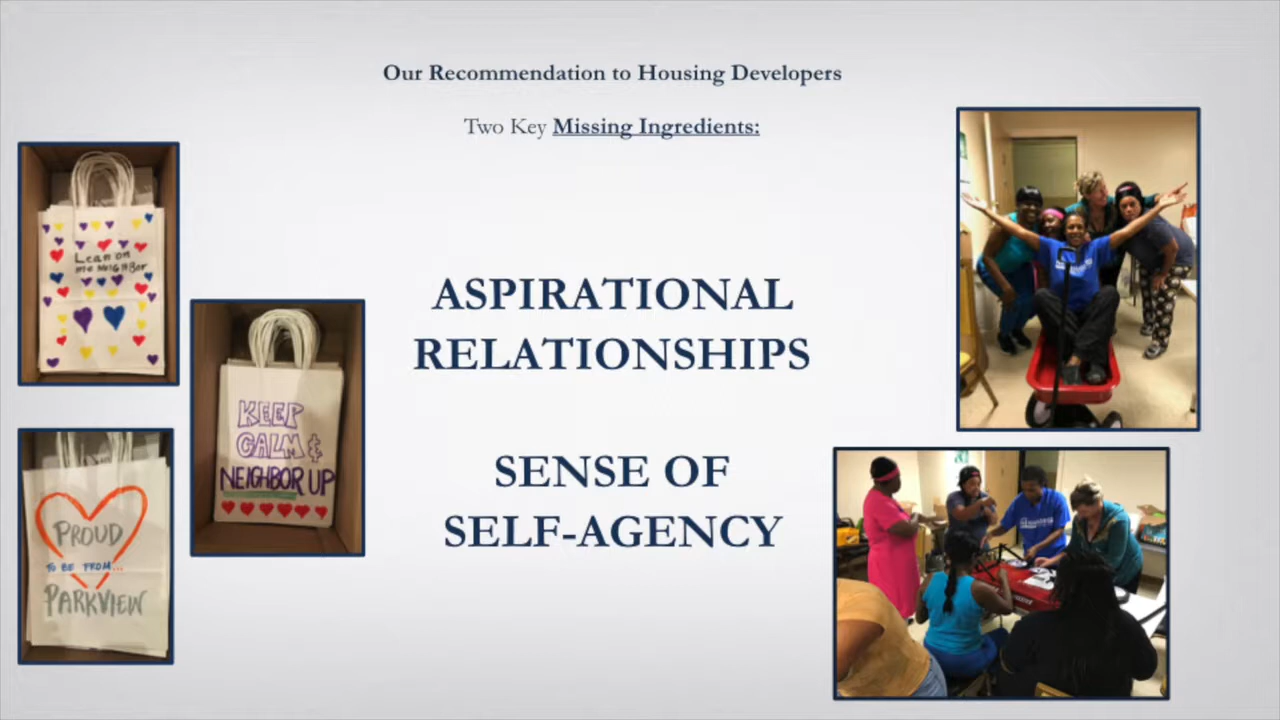 Our Recommendation to Housing Developers
Two Key Missing Ingredients:
ASPIRATIONAL
RELATIONSHIPS
SENSE OF
SELF-AGENCY
Lean on
me NEIGHBOR
KEEP
CALM &
NEIGHBOR UP
PROUD
TO BE FROM...
PARKVIEW